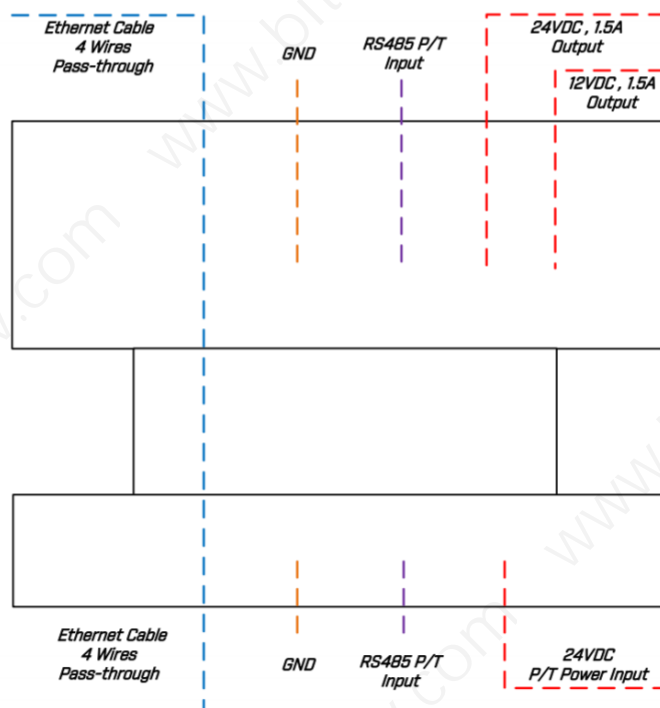 Ethernet Cable
4 Wires
Pass-through
GND
RS485 P/T
Input
24VDC , 1.5A
Output
12VDC , 1.5A
Output
Ethernet Cable
4 Wires
Pass-through
GND
RS485 P/T
Input
24VDC
P/T Power Input